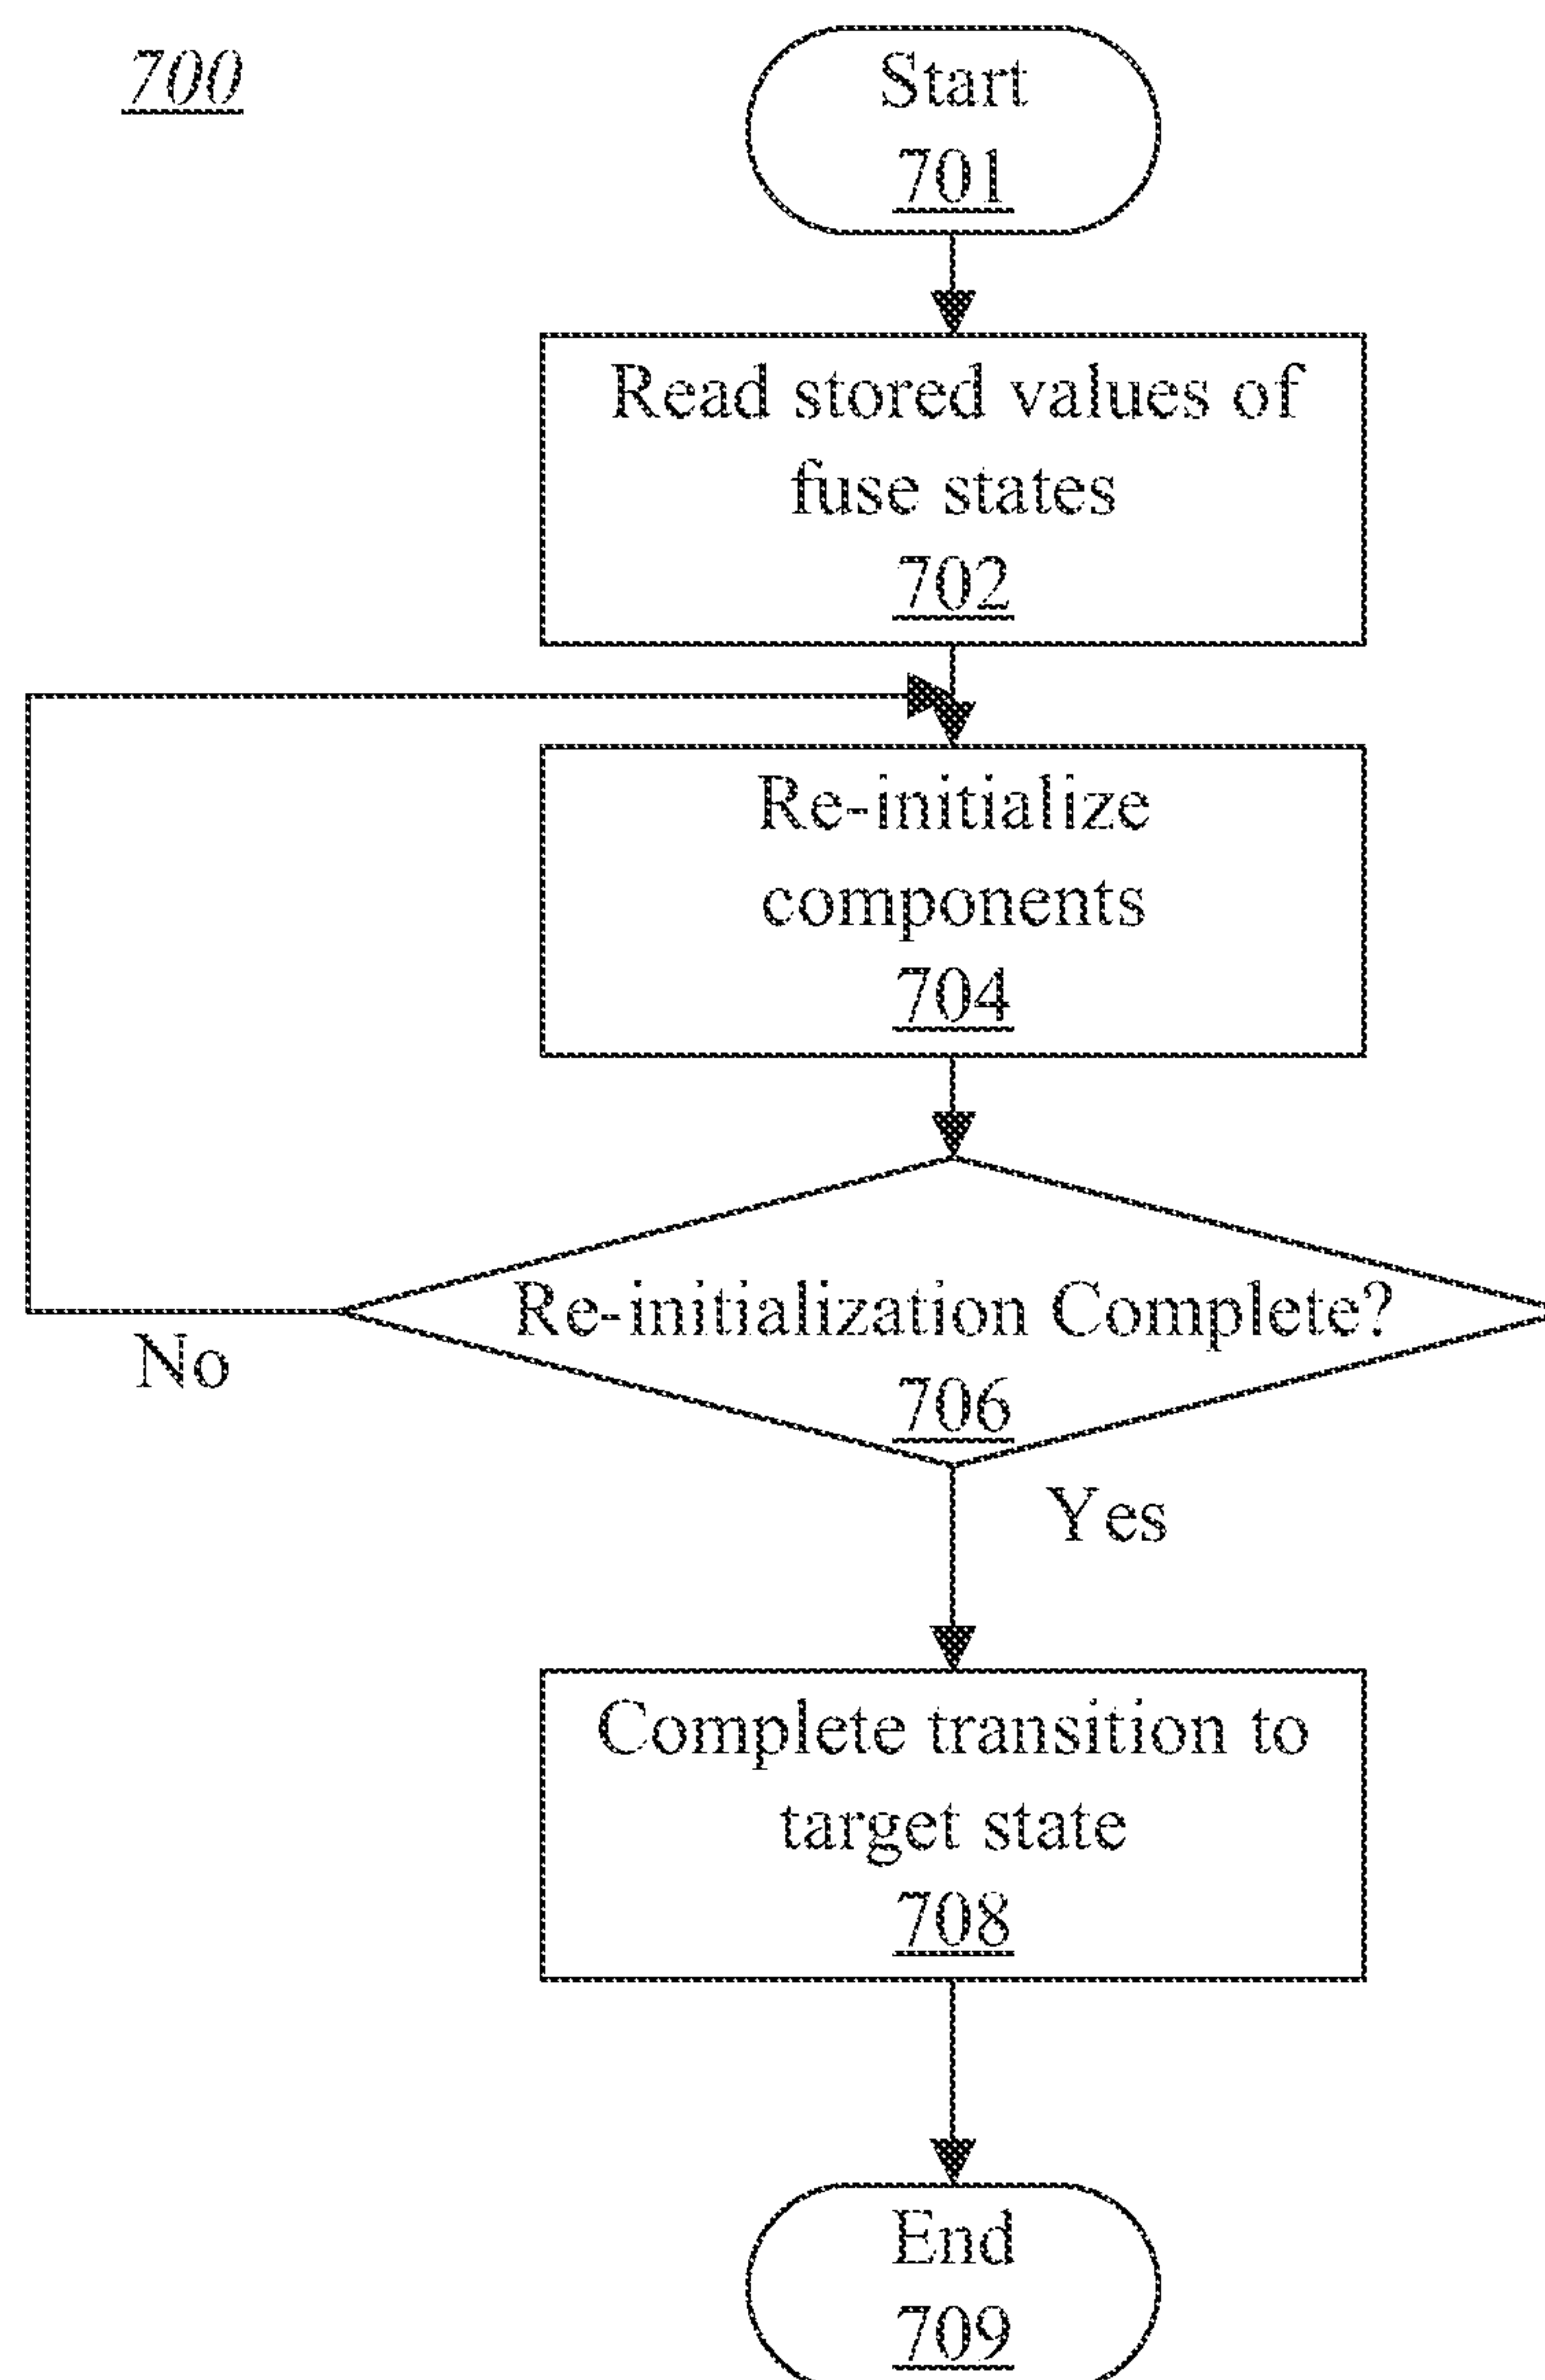 700
Start
701
Read stored values of
fuse states
702
Re-initialize
components
704
Re-initialization Complete?
706
No
Yes
Complete transition to
target state
708
End
709